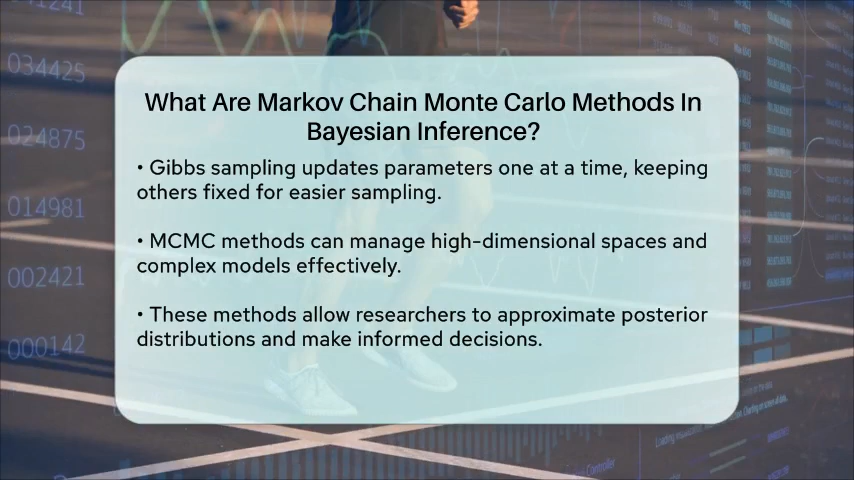 What Are Markov Chain Monte Carlo Methods In
Bayesian Inference?
• Gibbs sampling updates parameters one at a time, keeping
others fixed for easier sampling.
• MCMC methods can manage high-dimensional spaces and
complex models effectively.
• These methods allow researchers to approximate posterior
distributions and make informed decisions.
034425
024875
014981
002421
000142